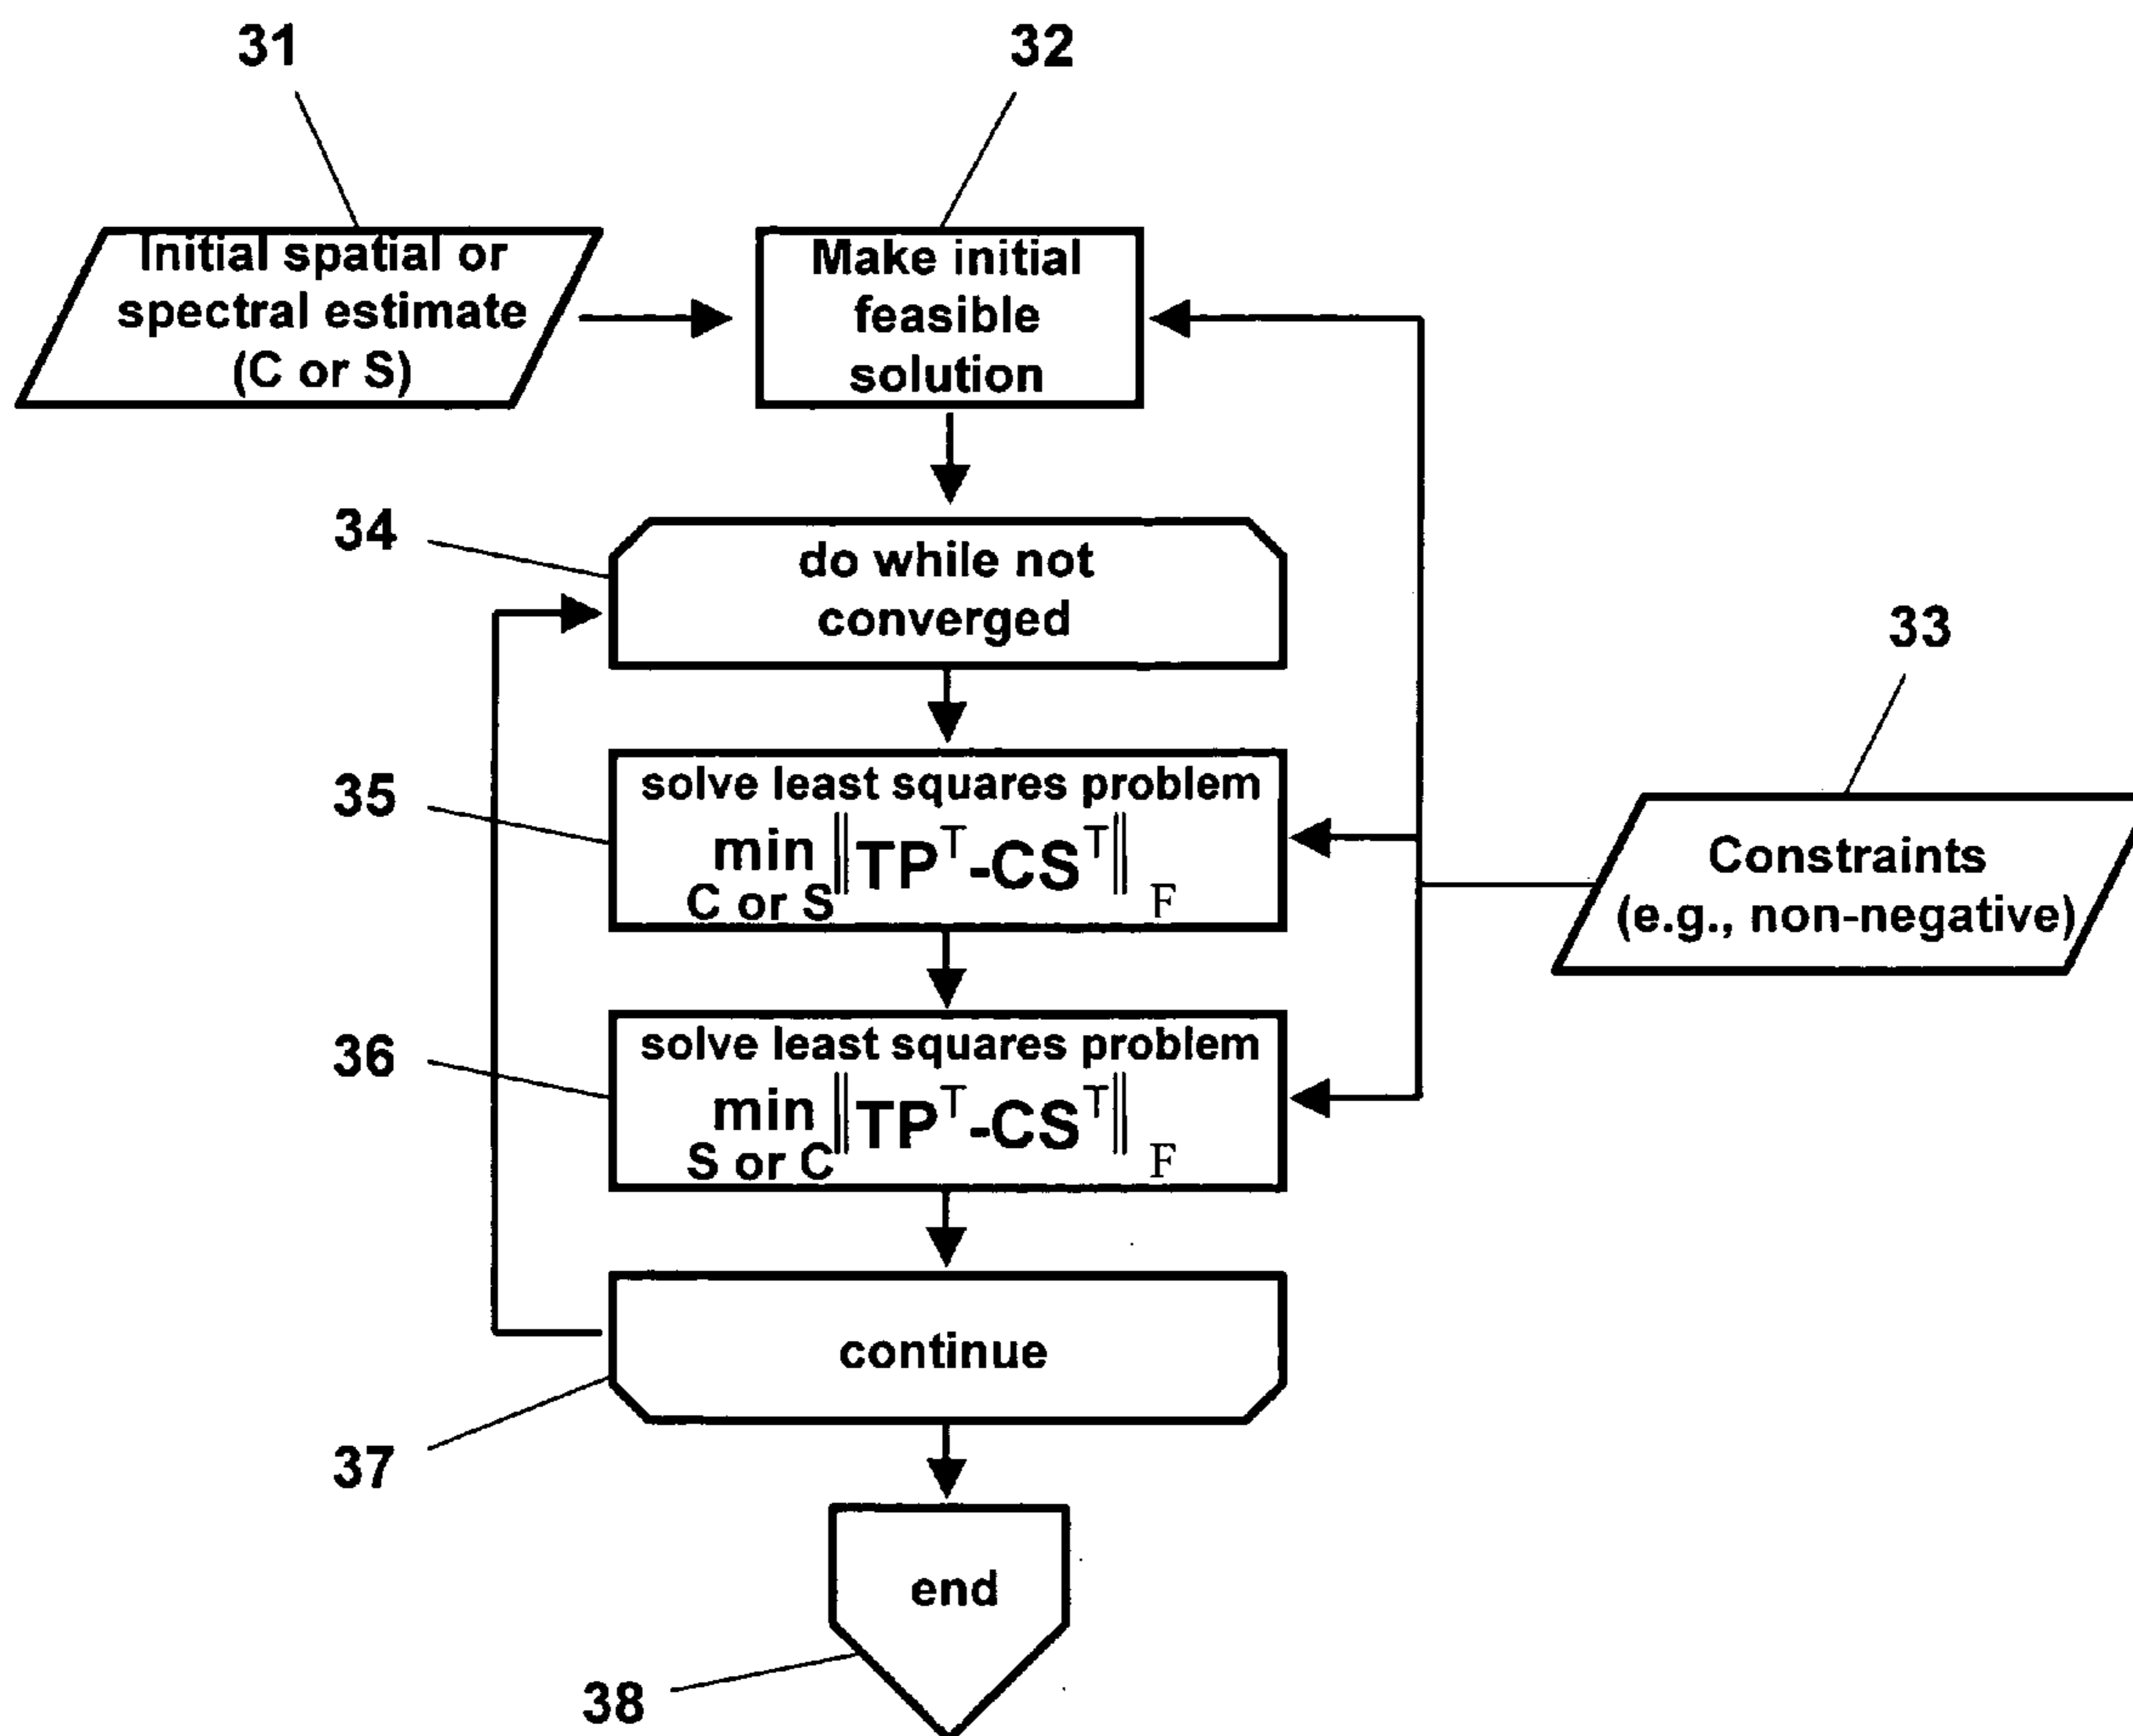 31
32
Initial spatial or
spectral estimate
(C or S)
Make initial
feasible
solution
34
do while not
converged
33
35
solve least squares problem
min ‖TPᵀ-CSᵀ‖ F
C or S
Constraints
(e.g., non-negative)
36
solve least squares problem
min ‖TPᵀ-CSᵀ‖ F
S or C
continue
37
end
38